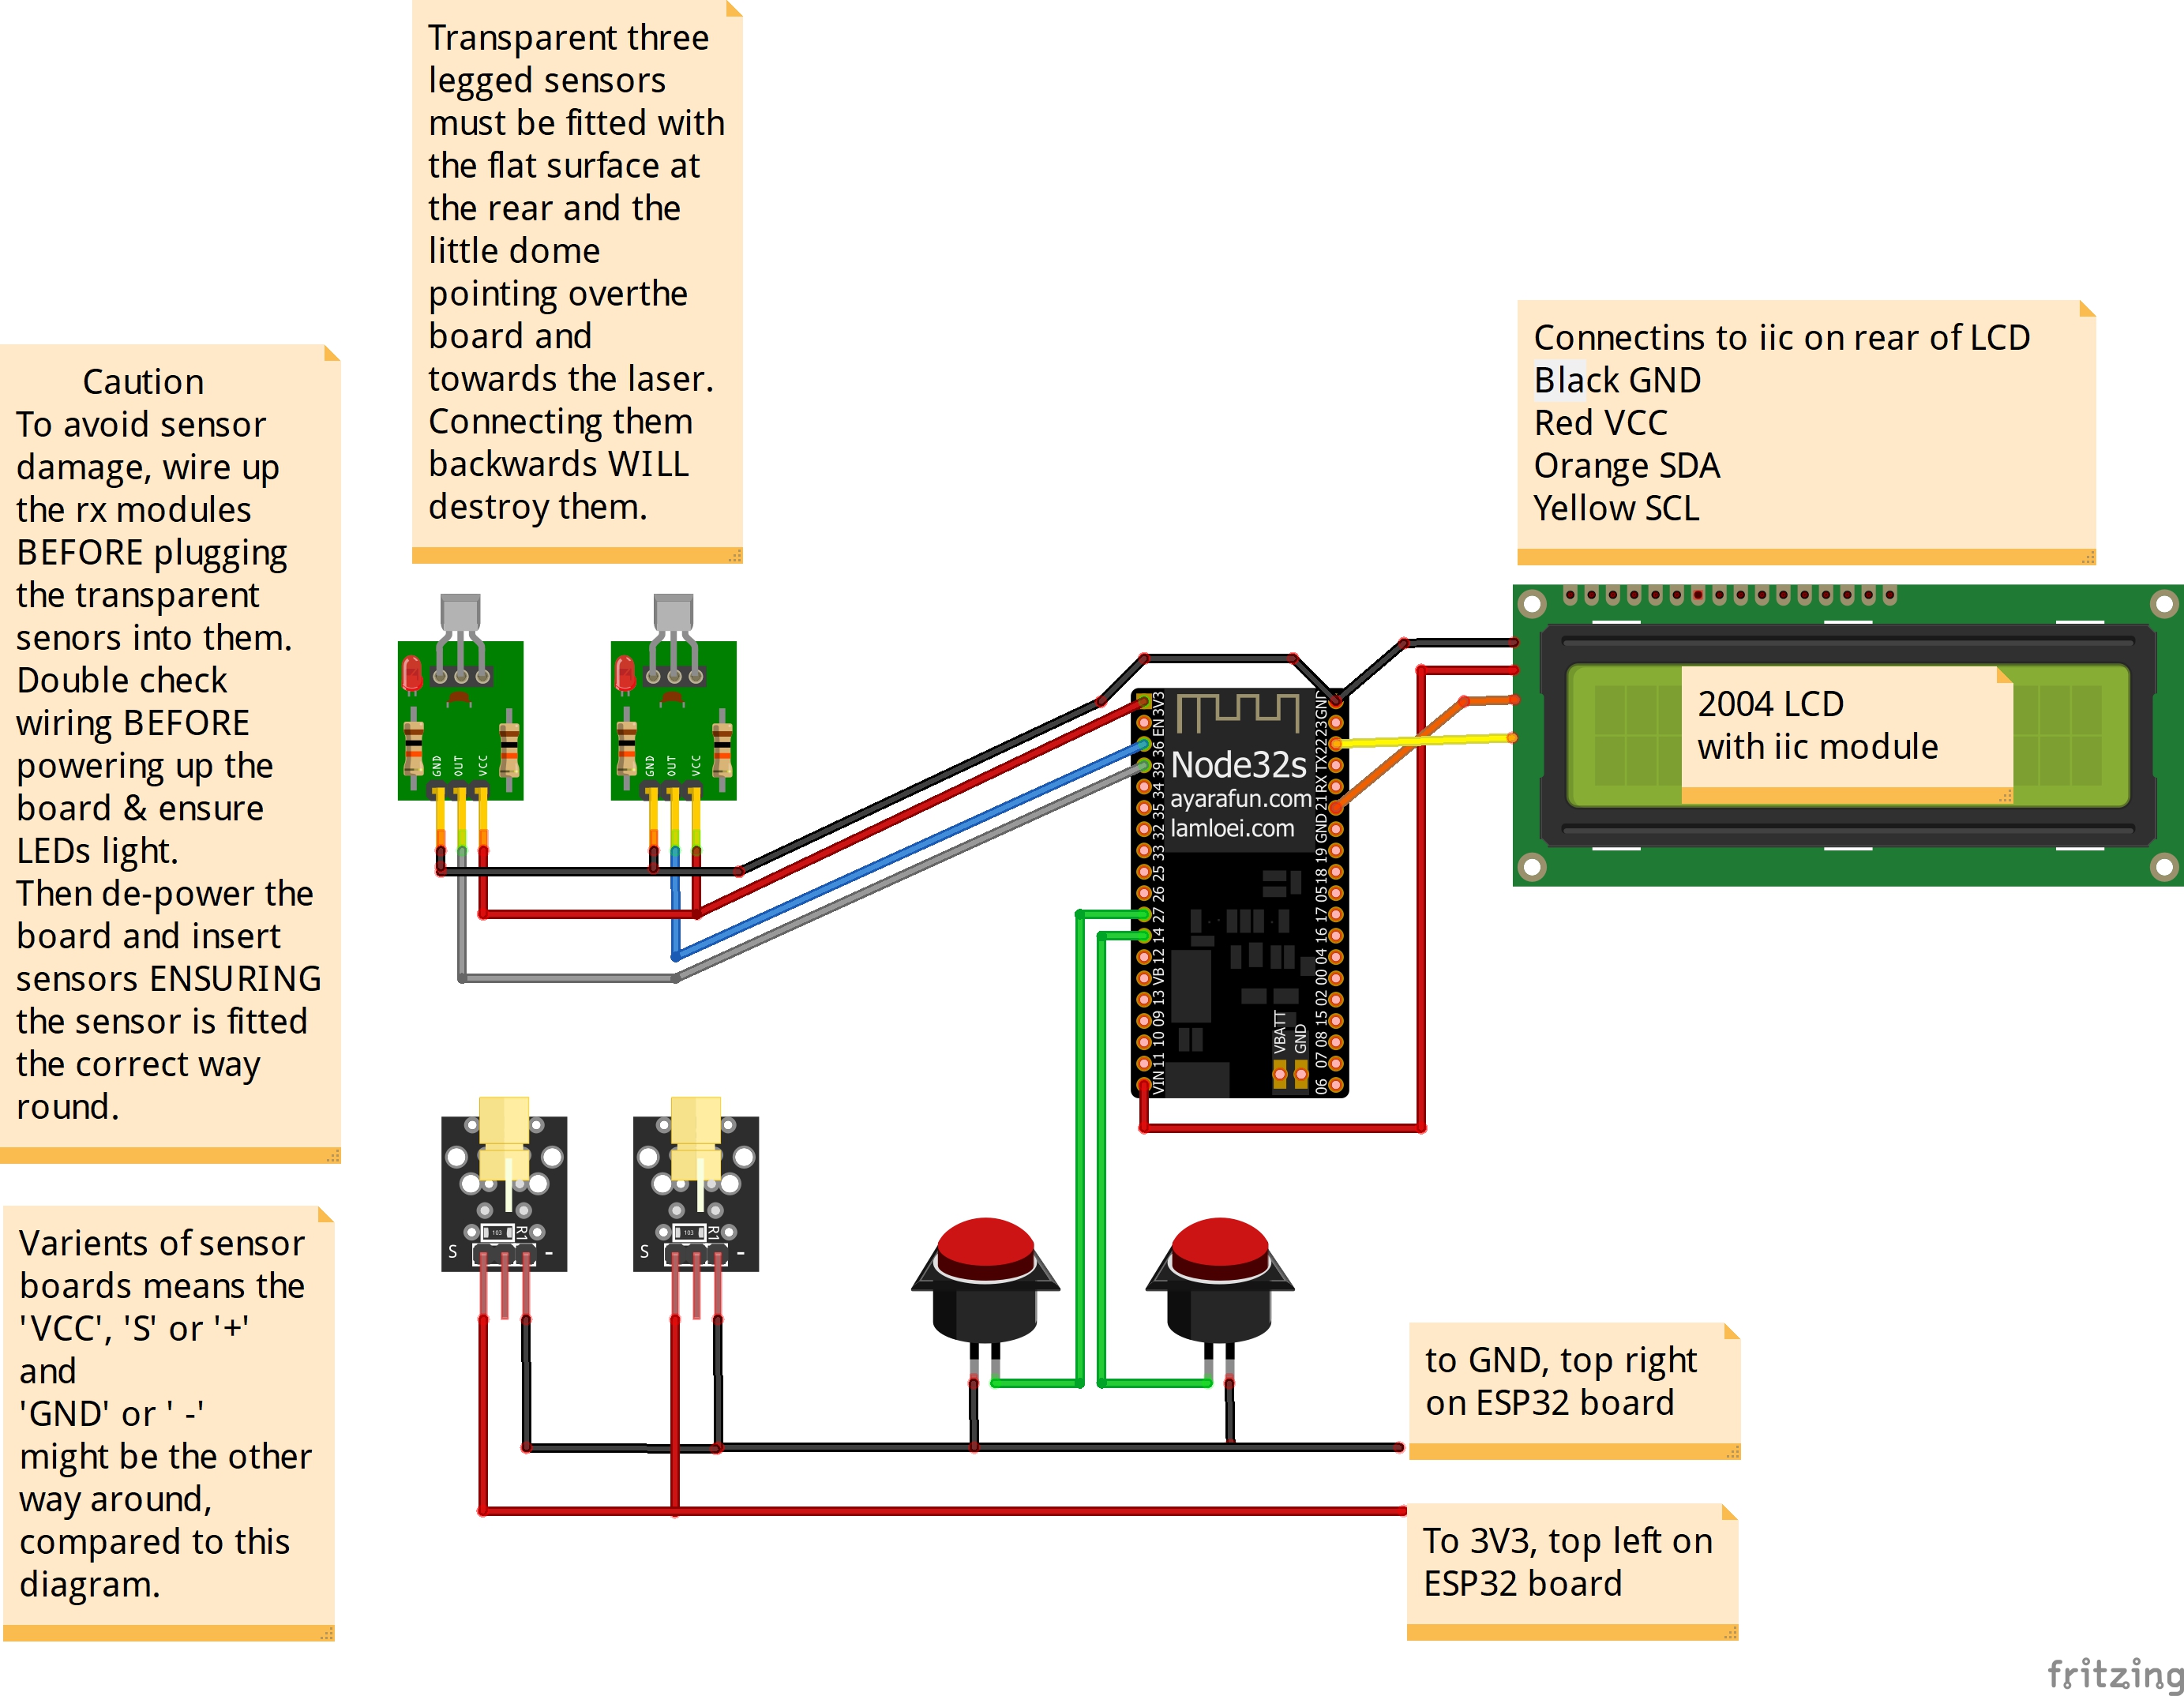 Transparent three
legged sensors
must be fitted with
the flat surface at
the rear and the
little dome
pointing overthe
board and
towards the laser.
Connecting them
backwards WILL
destroy them.
Caution
To avoid sensor
damage, wire up
the rx modules
BEFORE plugging
the transparent
senors into them.
Double check
wiring BEFORE
powering up the
board & ensure
LEDs light.
Then de-power the
board and insert
sensors ENSURING
the sensor is fitted
the correct way
round.
Connectins to iic on rear of LCD
Black GND
Red VCC
Orange SDA
Yellow SCL
2004 LCD
with iic module
GND OUT VCC
GND OUT VCC
3V3
EN
36
39
34
35
32
33
25
26
27
14
12
VB
13
09
10
11
VIN
Node32s
ayarafun.com
lamloei.com
GND
23
22
TX
RX
21
GND
19
18
05
17
16
04
00
02
15
08
07
06
VBATT
GND
S 103 R1 -
S 103 R1 -
Varients of sensor
boards means the
'VCC', 'S' or '+'
and
'GND' or ' -'
might be the other
way around,
compared to this
diagram.
to GND, top right
on ESP32 board
To 3V3, top left on
ESP32 board
fritzing